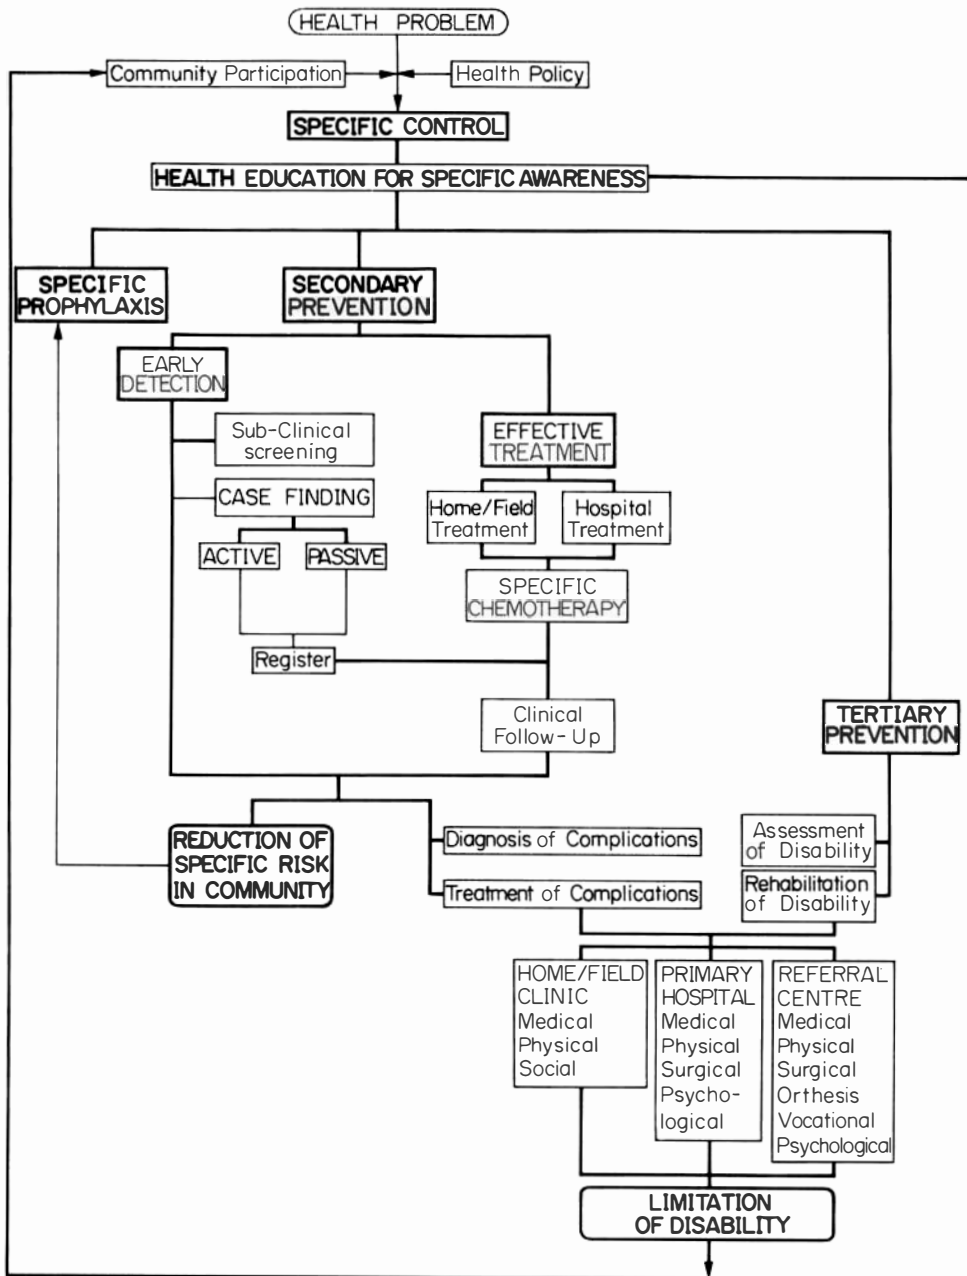 HEALTH PROBLEM
Community Participation
Health Policy
SPECIFIC CONTROL
HEALTH EDUCATION FOR SPECIFIC AWARENESS
SPECIFIC
PROPHYLAXIS
SECONDARY
PREVENTION
EARLY
DETECTION
Sub-Clinical
screening
CASE FINDING
ACTIVE
PASSIVE
Register
EFFECTIVE
TREATMENT
Home/Field
Treatment
Hospital
Treatment
SPECIFIC
CHEMOTHERAPY
Clinical
Follow-Up
TERTIARY
PREVENTION
REDUCTION OF
SPECIFIC RISK
IN COMMUNITY
Diagnosis of Complications
Treatment of Complications
Assessment
of Disability
Rehabilitation
of Disability
HOME/FIELD
CLINIC
Medical
Physical
Social
PRIMARY
HOSPITAL
Medical
Physical
Surgical
Psycho-
logical
REFERRAL
CENTRE
Medical
Physical
Surgical
Orthesis
Vocational
Psychological
LIMITATION
OF DISABILITY